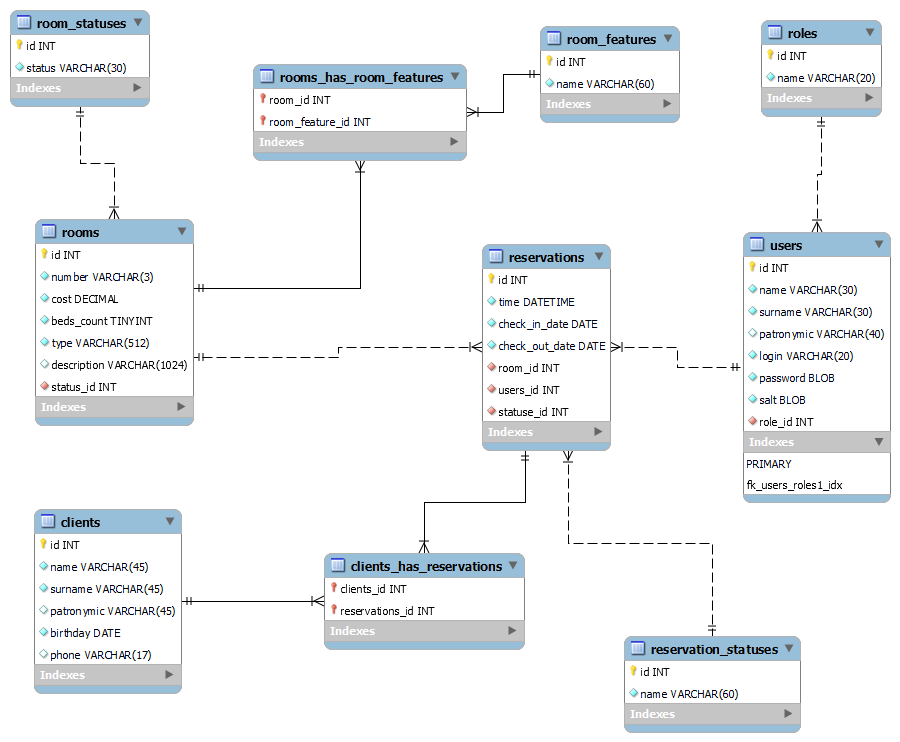 room_statuses
id INT
status VARCHAR(30)
Indexes
rooms_has_room_features
room_id INT
room_feature_id INT
Indexes
room_features
id INT
name VARCHAR(60)
Indexes
roles
id INT
name VARCHAR(20)
Indexes
rooms
id INT
number VARCHAR(3)
cost DECIMAL
beds_count TINYINT
type VARCHAR(512)
description VARCHAR(1024)
status_id INT
Indexes
reservations
id INT
time DATETIME
check_in_date DATE
check_out_date DATE
room_id INT
users_id INT
statuse_id INT
Indexes
users
id INT
name VARCHAR(30)
surname VARCHAR(30)
patronymic VARCHAR(40)
login VARCHAR(20)
password BLOB
salt BLOB
role_id INT
Indexes
PRIMARY
fk_users_roles1_idx
clients
id INT
name VARCHAR(45)
surname VARCHAR(45)
patronymic VARCHAR(45)
birthday DATE
phone VARCHAR(17)
Indexes
clients_has_reservations
clients_id INT
reservations_id INT
Indexes
reservation_statuses
id INT
name VARCHAR(60)
Indexes